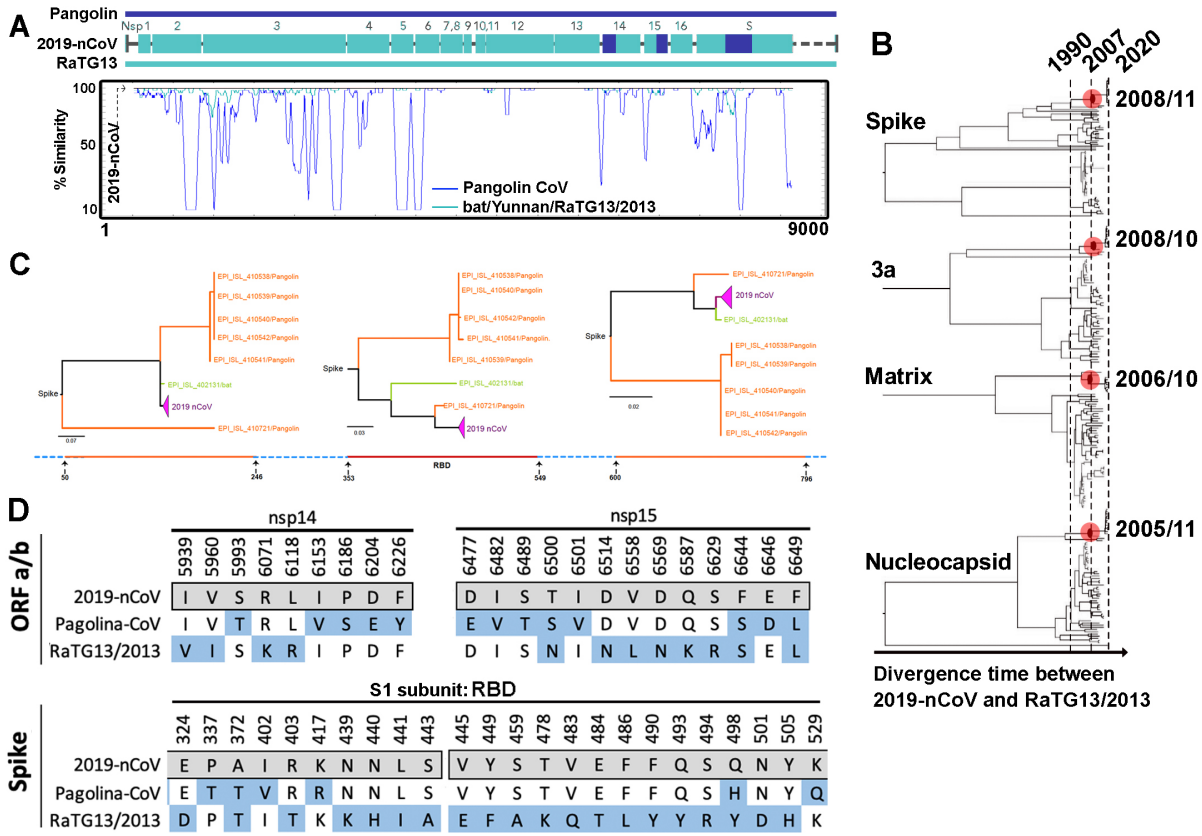 A
Pangolin
Nsp 1 2 3 4 5 6 7,8 9 10,11 12 13 14 15 16 S
2019-nCoV
RaTG13
% Similarity
2019-nCoV
100
50
10
Pangolin CoV
bat/Yunnan/RaTG13/2013
1 9000
B
1990 2007 2020
Spike
2008/11
3a
2008/10
Matrix
2006/10
Nucleocapsid
2005/11
Divergence time between
2019-nCoV and RaTG13/2013
C
EPI_ISL_410538/Pangolin
EPI_ISL_410539/Pangolin
EPI_ISL_410540/Pangolin
EPI_ISL_410542/Pangolin
EPI_ISL_410541/Pangolin
EPI_ISL_402131/bat
2019 nCoV
EPI_ISL_410721/Pangolin
Spike
0.07
EPI_ISL_410538/Pangolin
EPI_ISL_410540/Pangolin
EPI_ISL_410542/Pangolin
EPI_ISL_410541/Pangolin.
EPI_ISL_410539/Pangolin
Spike
EPI_ISL_402131/bat
EPI_ISL_410721/Pangolin
2019 nCoV
0.03
EPI_ISL_410721/Pangolin
2019 nCoV
EPI_ISL_402131/bat
Spike
EPI_ISL_410538/Pangolin
EPI_ISL_410539/Pangolin
EPI_ISL_410540/Pangolin
EPI_ISL_410541/Pangolin
EPI_ISL_410542/Pangolin
0.02
RBD
50 246 353 549 600 796
D
ORF a/b
nsp14 nsp15
5939 5960 5993 6071 6118 6153 6186 6204 6226 6477 6482 6489 6500 6501 6514 6558 6569 6587 6629 6644 6646 6649
2019-nCoV I V S R L I P D F D I S T I D V D Q S F E F
Pagolina-CoV I V T R L V S E Y E V T S V D V D Q S S D L
RaTG13/2013 V I S K R I P D F D I S N I N L N K R S E L
Spike
S1 subunit: RBD
324 337 372 402 403 417 439 440 441 443 445 449 459 478 483 484 486 490 493 494 498 501 505 529
2019-nCoV E P A I R K N N L S V Y S T V E F F Q S Q N Y K
Pagolina-CoV E T T V R R N N L S V Y S T V E F F Q S H N Y Q
RaTG13/2013 D P T I T K K H I A E F A K Q T L Y Y R Y D H K